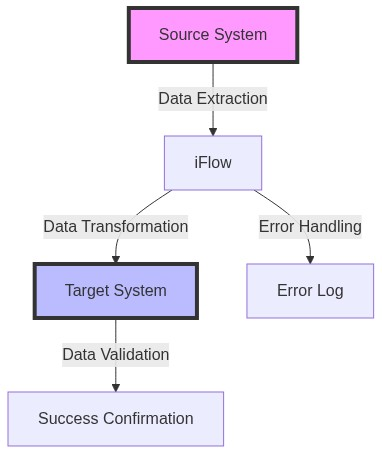 Source System
Data Extraction
iFlow
Data Transformation
Error Handling
Target System
Error Log
Data Validation
Success Confirmation